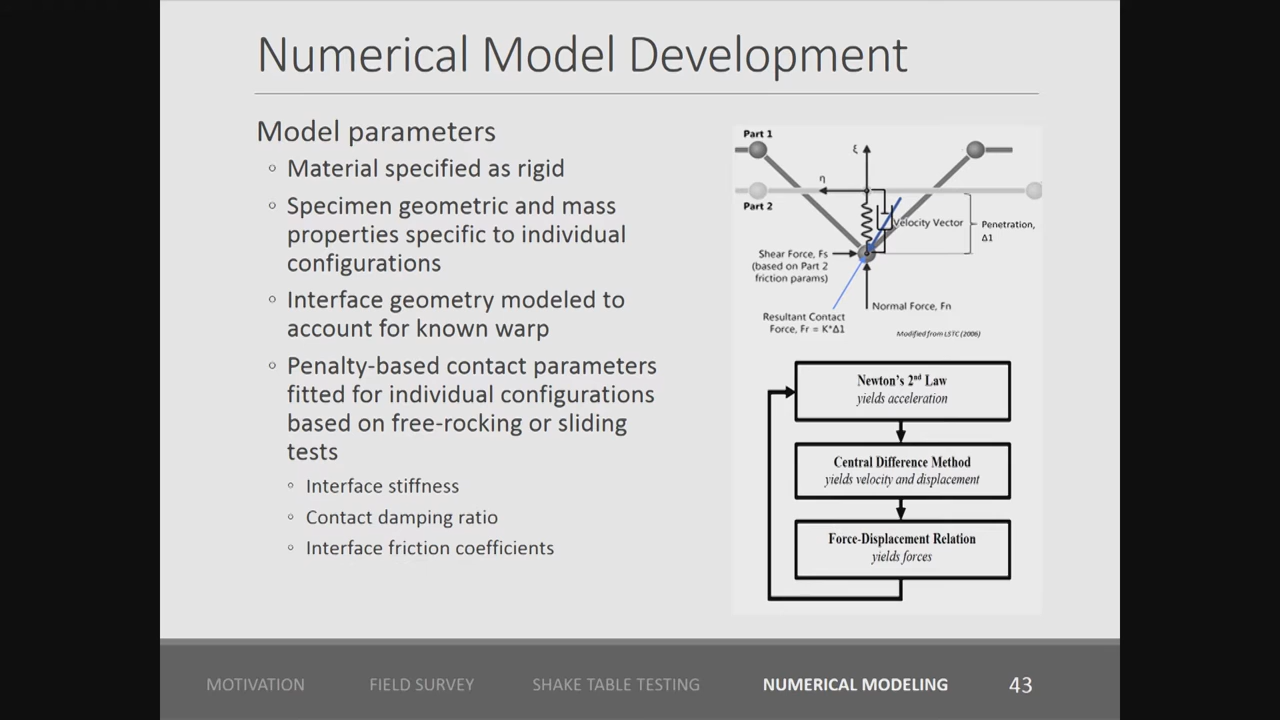 Numerical Model Development
Model parameters
◦ Material specified as rigid
◦ Specimen geometric and mass
properties specific to individual
configurations
◦ Interface geometry modeled to
account for known warp
◦ Penalty-based contact parameters
fitted for individual configurations
based on free-rocking or sliding
tests
◦ Interface stiffness
◦ Contact damping ratio
◦ Interface friction coefficients
Part 1
ξ
η
Part 2
Velocity Vector
Penetration,
Δ1
Shear Force, Fs
(based on Part 2
friction params)
Normal Force, Fn
Resultant Contact
Force, Fr = K*Δ1
Modified from LSTC (2006)
Newton's 2nd Law
yields acceleration
Central Difference Method
yields velocity and displacement
Force-Displacement Relation
yields forces
MOTIVATION
FIELD SURVEY
SHAKE TABLE TESTING
NUMERICAL MODELING
43